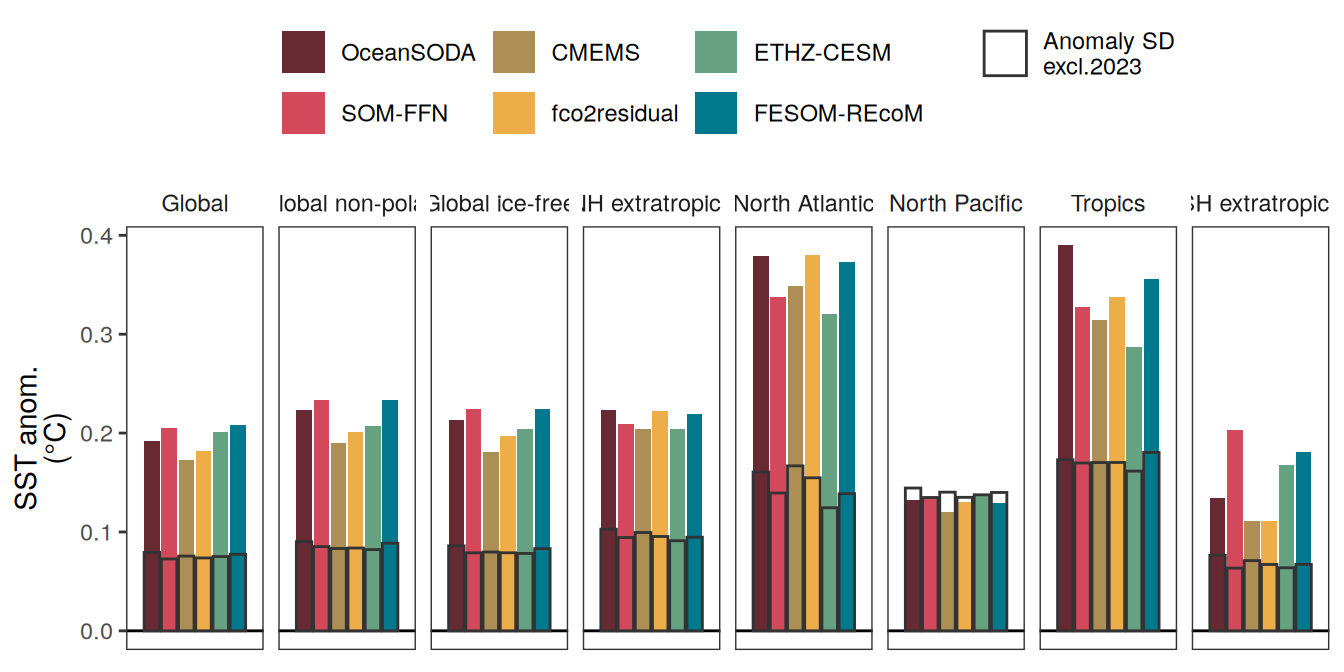 OceanSODA
CMEMS
ETHZ-CESM
Anomaly SD
excl.2023
SOM-FFN
fco2residual
FESOM-REcoM
Global
lobal non-pola
Global ice-free
NH extratropic
North Atlantic
North Pacific
Tropics
SH extratropic
SST anom.
(°C)
0.4
0.3
0.2
0.1
0.0